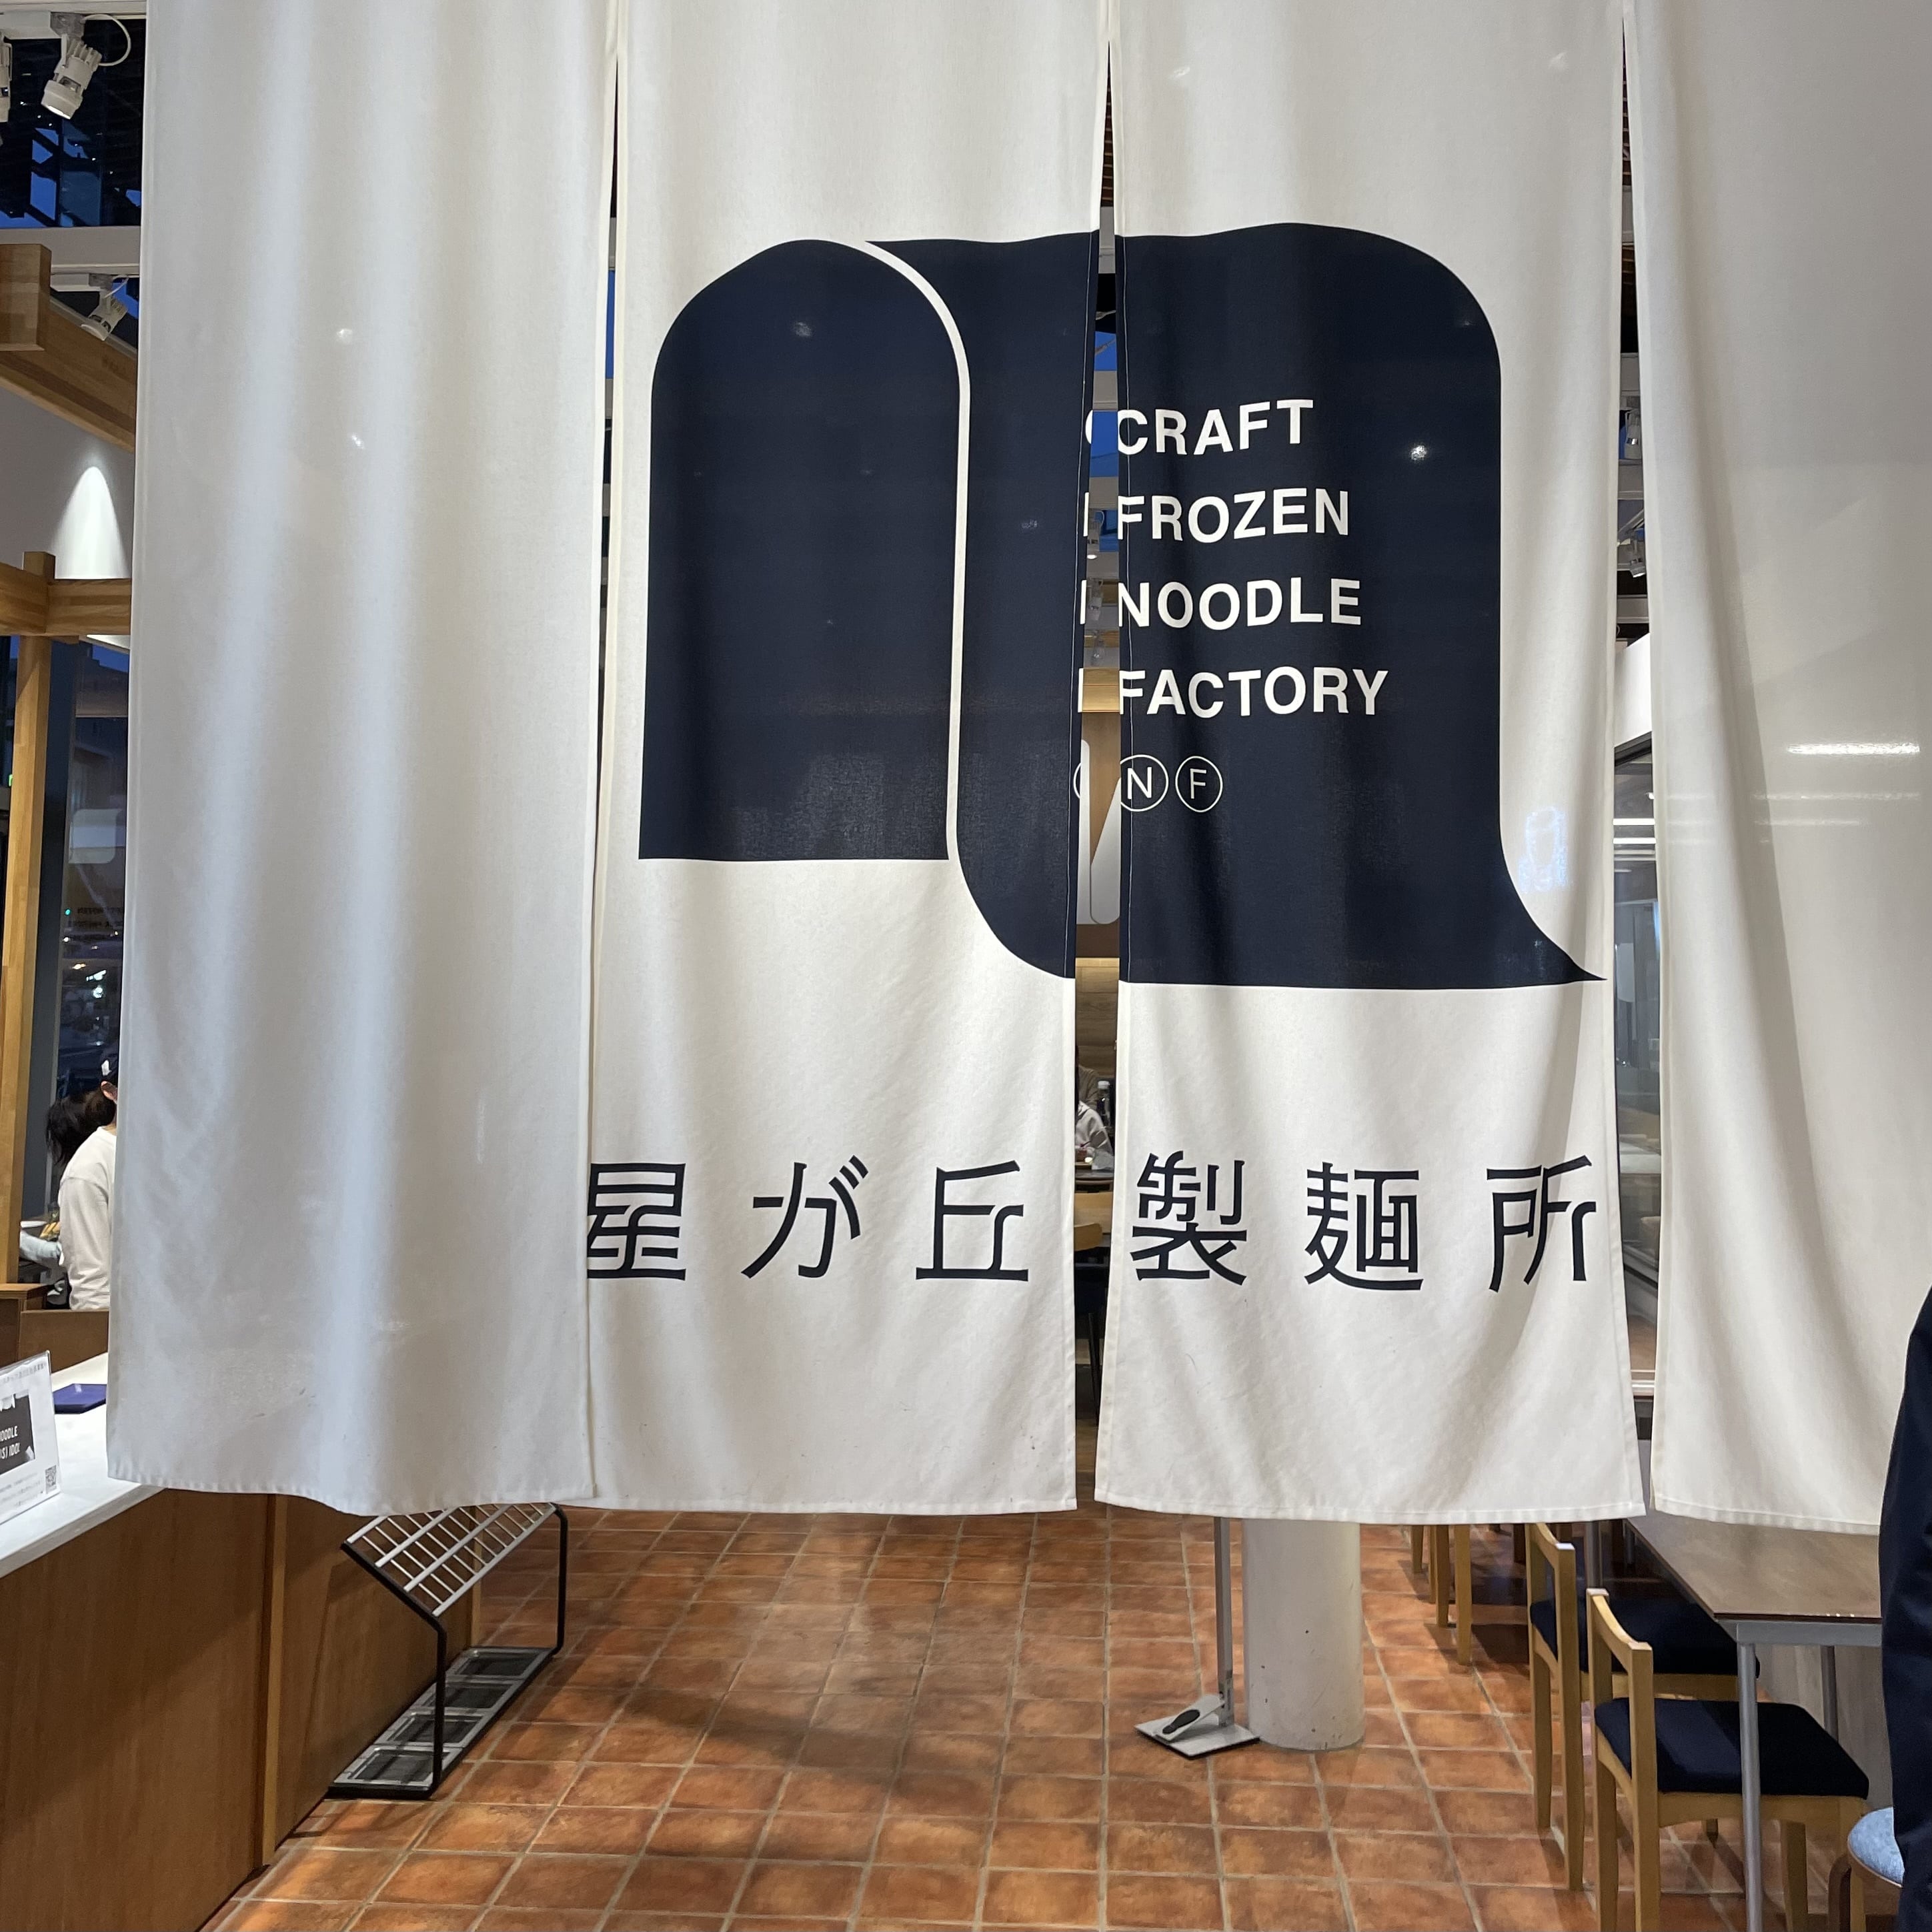 CRAFT
FROZEN
NOODLE
FACTORY
N F
星が丘製麺所